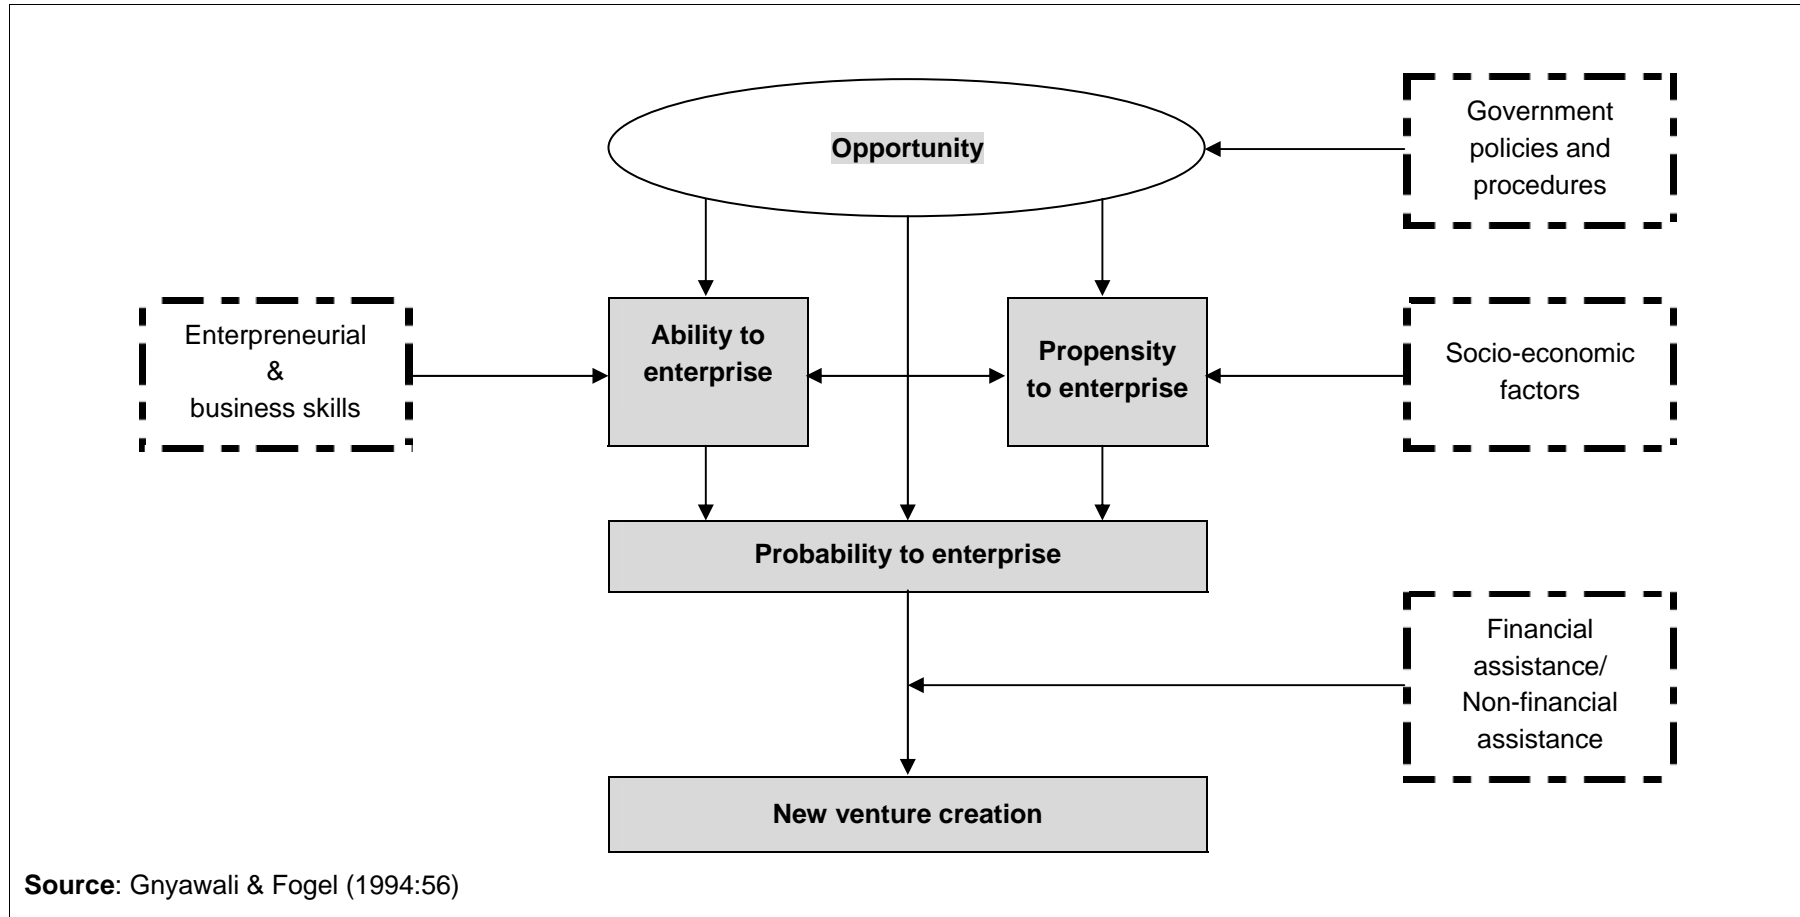 Opportunity
Government
policies and
procedures
Enterpreneurial
&
business skills
Ability to
enterprise
Propensity
to enterprise
Socio-economic
factors
Probability to enterprise
Financial
assistance/
Non-financial
assistance
New venture creation
Source: Gnyawali & Fogel (1994:56)